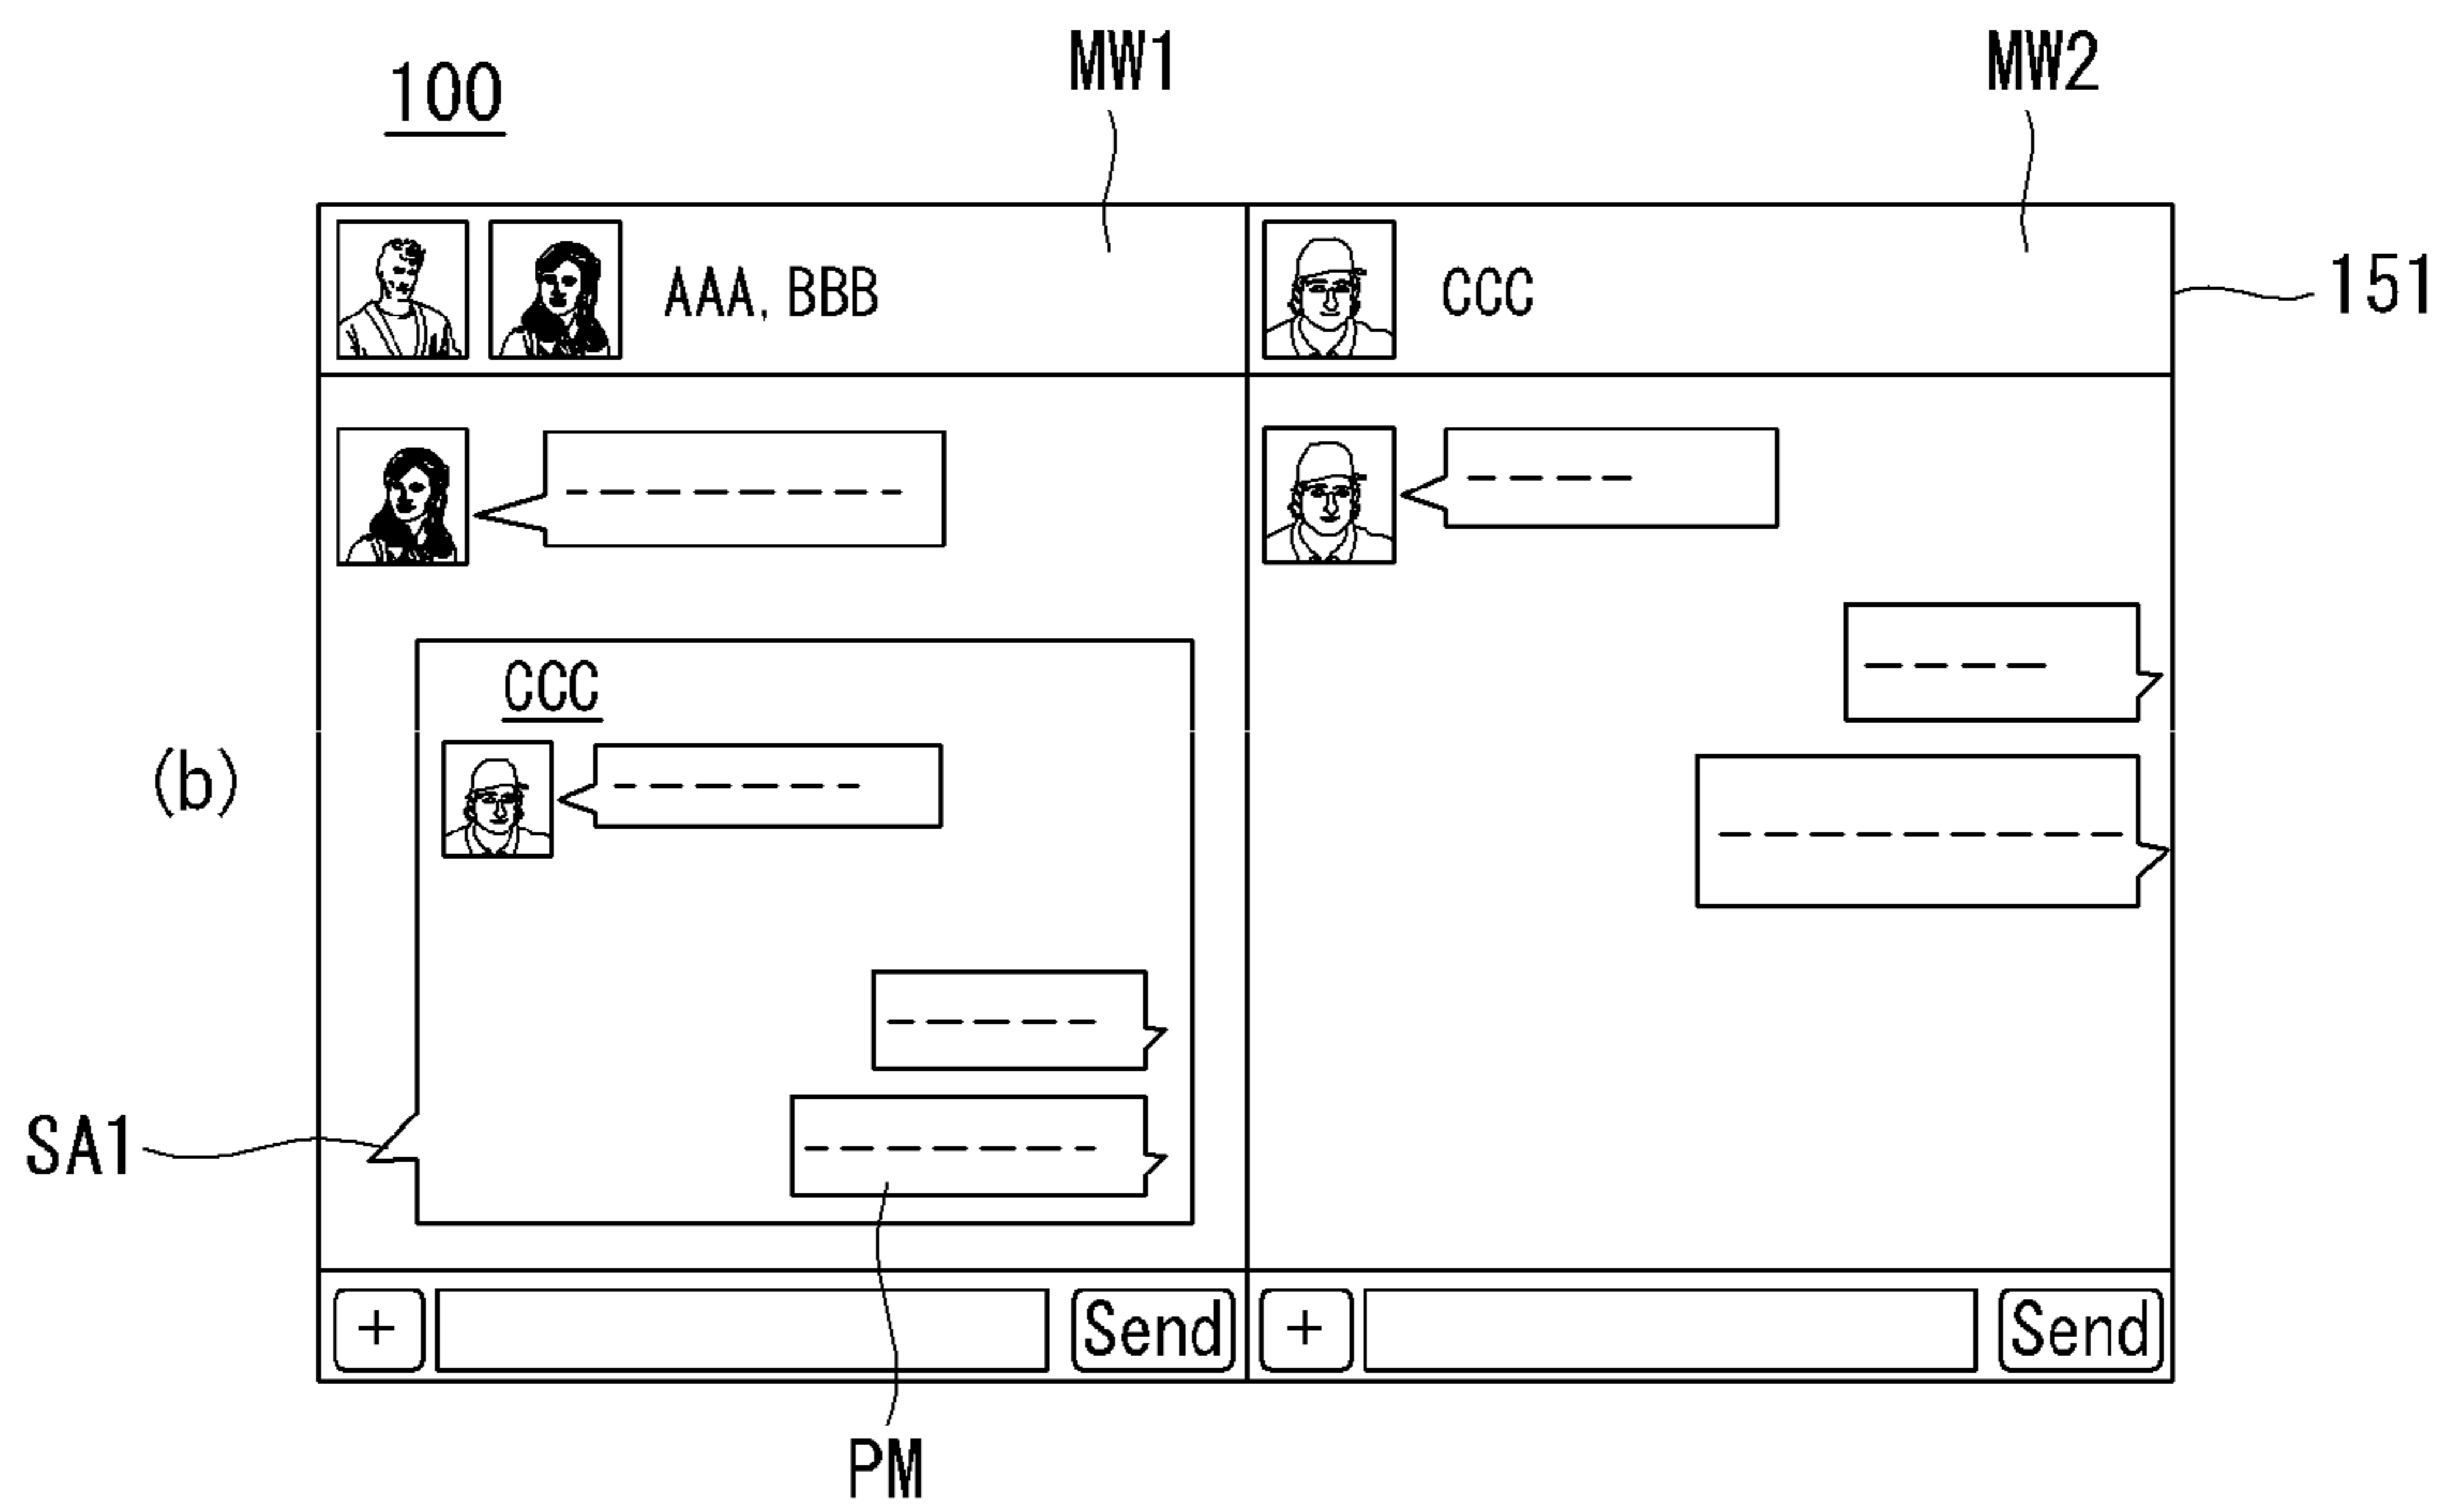 100
MW1
MW2
AAA, BBB
CCC
151
CCC
(b)
SA1
+
Send
+
Send
PM